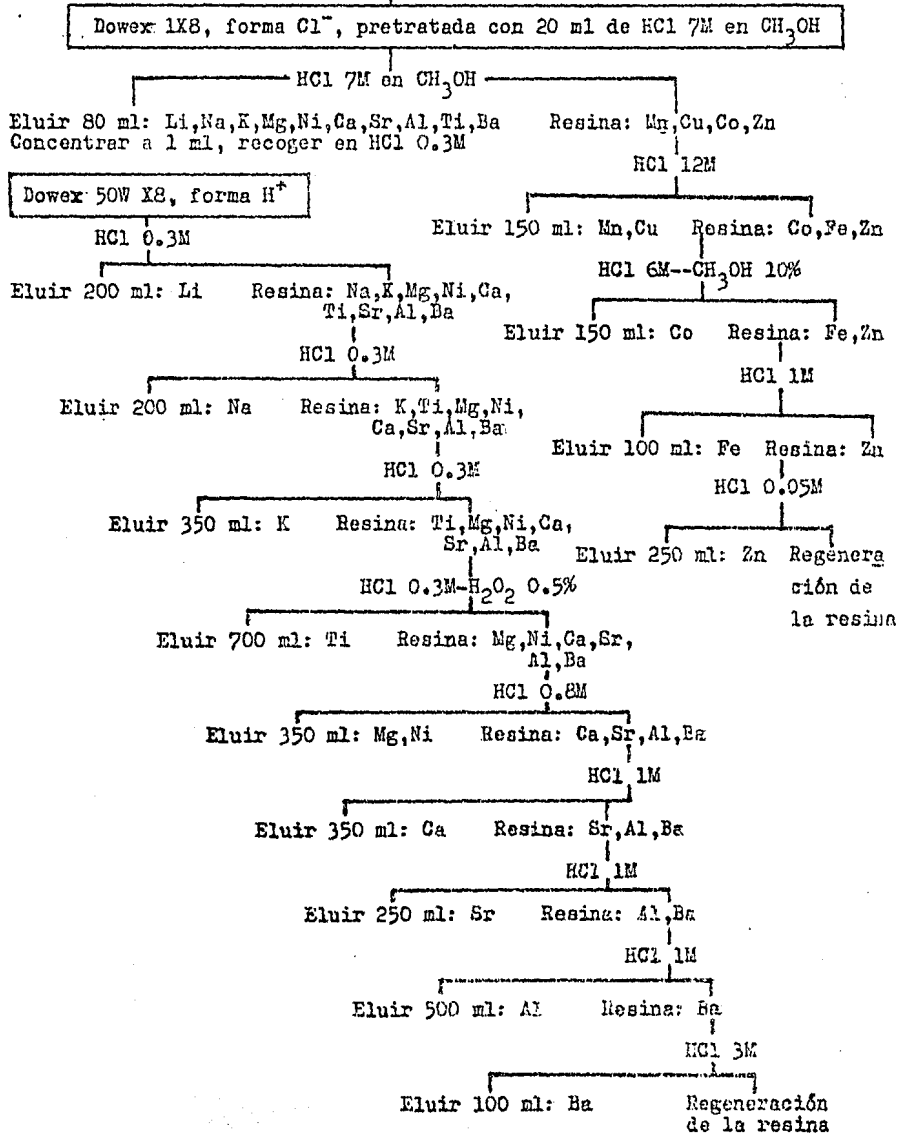 Dowex 1X8, forma Cl⁻, pretratada con 20 ml de HCl 7M en CH₃OH
HCl 7M en CH₃OH
Eluir 80 ml: Li,Na,K,Mg,Ni,Ca,Sr,Al,Ti,Ba
Concentrar a 1 ml, recoger en HCl 0.3M
Resina: Mn,Cu,Co,Zn
HCl 12M
Eluir 150 ml: Mn,Cu
Resina: Co,Fe,Zn
HCl 6M--CH₃OH 10%
Eluir 150 ml: Co
Resina: Fe,Zn
HCl 1M
Eluir 100 ml: Fe
Resina: Zn
HCl 0.05M
Eluir 250 ml: Zn
Regenera
ción de
la resina
Dowex 50W X8, forma H⁺
HCl 0.3M
Eluir 200 ml: Li
Resina: Na,K,Mg,Ni,Ca,
Ti,Sr,Al,Ba
HCl 0.3M
Eluir 200 ml: Na
Resina: K,Ti,Mg,Ni,
Ca,Sr,Al,Ba
HCl 0.3M
Eluir 350 ml: K
Resina: Ti,Mg,Ni,Ca,
Sr,Al,Ba
HCl 0.3M-H₂O₂ 0.5%
Eluir 700 ml: Ti
Resina: Mg,Ni,Ca,Sr,
Al,Ba
HCl 0.8M
Eluir 350 ml: Mg,Ni
Resina: Ca,Sr,Al,Ba
HCl 1M
Eluir 350 ml: Ca
Resina: Sr,Al,Ba
HCl 1M
Eluir 250 ml: Sr
Resina: Al,Ba
HCl 1M
Eluir 500 ml: Al
Resina: Ba
HCl 3M
Eluir 100 ml: Ba
Regeneración
de la resina